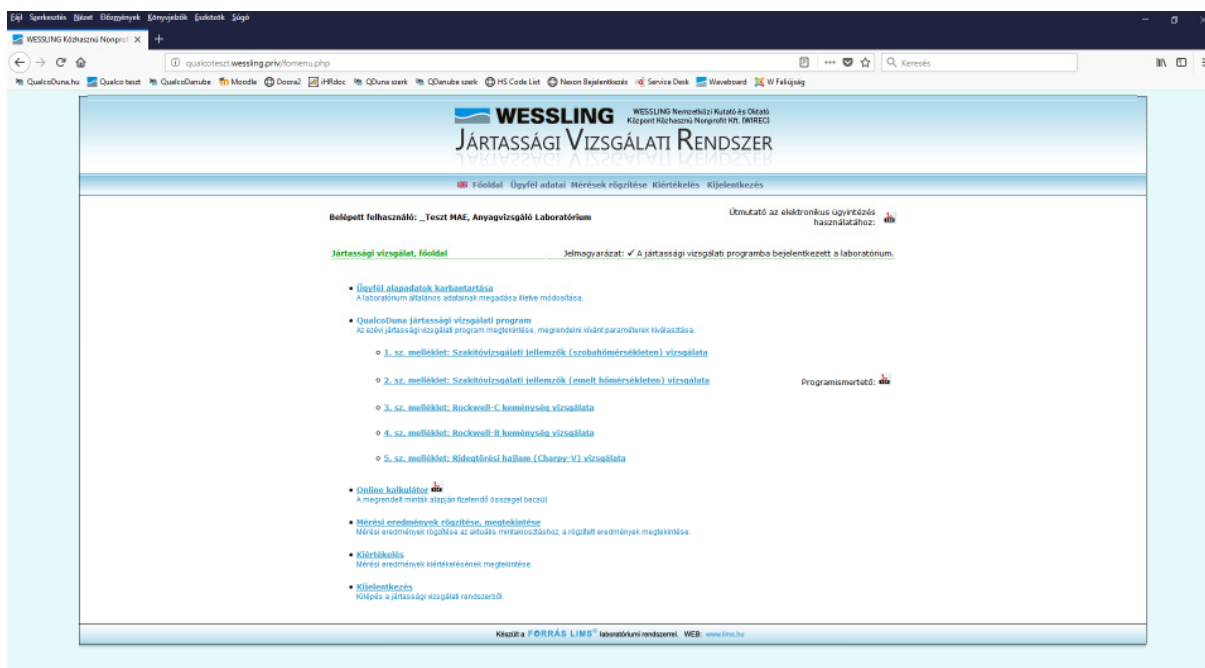 Fájl Szerkesztés Nézet Előzmények Könyvjelzők Eszközök Súgó
WESSLING Közhasznú Nonprofi
qualcoteszt.wessling.priv/fomenu.php
Keresés
QualcoDuna.hu Qualco teszt QualcoDanube Moodle Doora2 iHRdoc QDuna szerk QDanube szerk HS Code List Nexon Bejelentkezés Service Desk Waveboard W Faliújság
WESSLING WESSLING Nemzetközi Kutató és Oktató
Központ Közhasznú Nonprofit Kft. (WIREC)
JÁRTASSÁGI VIZSGÁLATI RENDSZER
Főoldal Ügyfél adatai Mérések rögzítése Kiértékelés Kijelentkezés
Belépett felhasználó: _Teszt MAE, Anyagvizsgáló Laboratórium
Útmutató az elektronikus ügyintézés
használatához:
Jártassági vizsgálat, főoldal
Jelmagyarázat: ✓ A jártassági vizsgálati programba bejelentkezett a laboratórium.
• Ügyfél alapadatok karbantartása
A laboratórium általános adatainak megadása illetve módosítása.
• QualcoDuna jártassági vizsgálati program
Az ezévi jártassági vizsgálati program megtekintése, megrendelni kívánt paraméterek kiválasztása.
1. sz. melléklet: Szakítóvizsgálati jellemzők (szobahőmérsékleten) vizsgálata
2. sz. melléklet: Szakítóvizsgálati jellemzők (emelt hőmérsékleten) vizsgálata
Programismertető:
3. sz. melléklet: Rockwell-C keménység vizsgálata
4. sz. melléklet: Rockwell-B keménység vizsgálata
5. sz. melléklet: Ridegtörési hajlam (Charpy-V) vizsgálata
• Online kalkulátor
A megrendelt minták alapján fizetendő összeget becsül.
• Mérési eredmények rögzítése, megtekintése
Mérési eredmények rögzítése az aktuális mintakiosztáshoz, a rögzített eredmények megtekintése.
• Kiértékelés
Mérési eredmények kiértékelésének megtekintése.
• Kijelentkezés
Kilépés a jártassági vizsgálati rendszerből.
Készült a FORRÁS LIMS® laboratóriumi rendszerrel. WEB: www.lims.hu